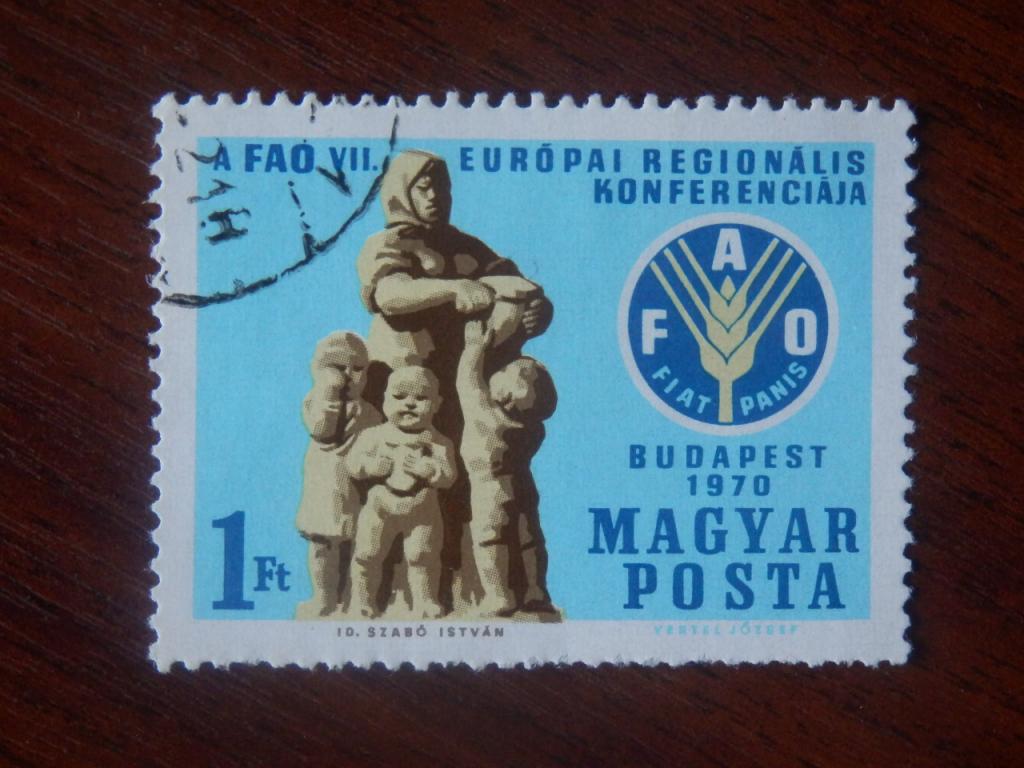 A FAO VII. EURÓPAI REGIONÁLIS
KONFERENCIÁJA
A
F O
FIAT PANIS
BUDAPEST
1970
MAGYAR
POSTA
1 Ft
ID. SZABÓ ISTVÁN
VERTEL JÓZSEF